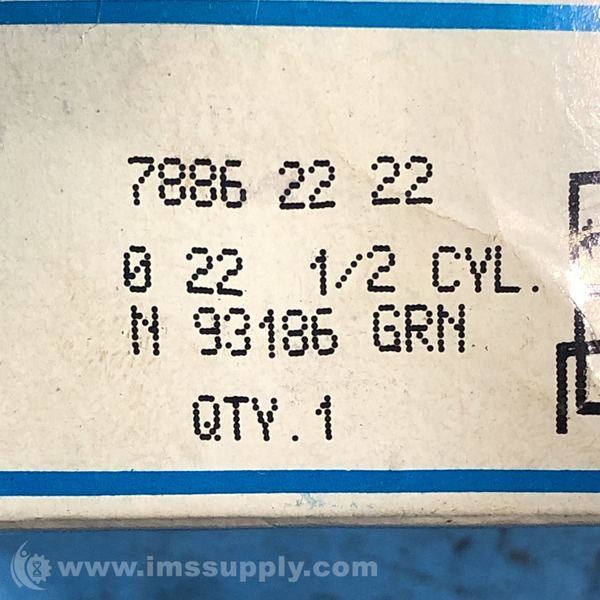 7886 22 22
0 22 1/2 CYL.
N 93186 GRN
QTY.1
www.imssupply.com